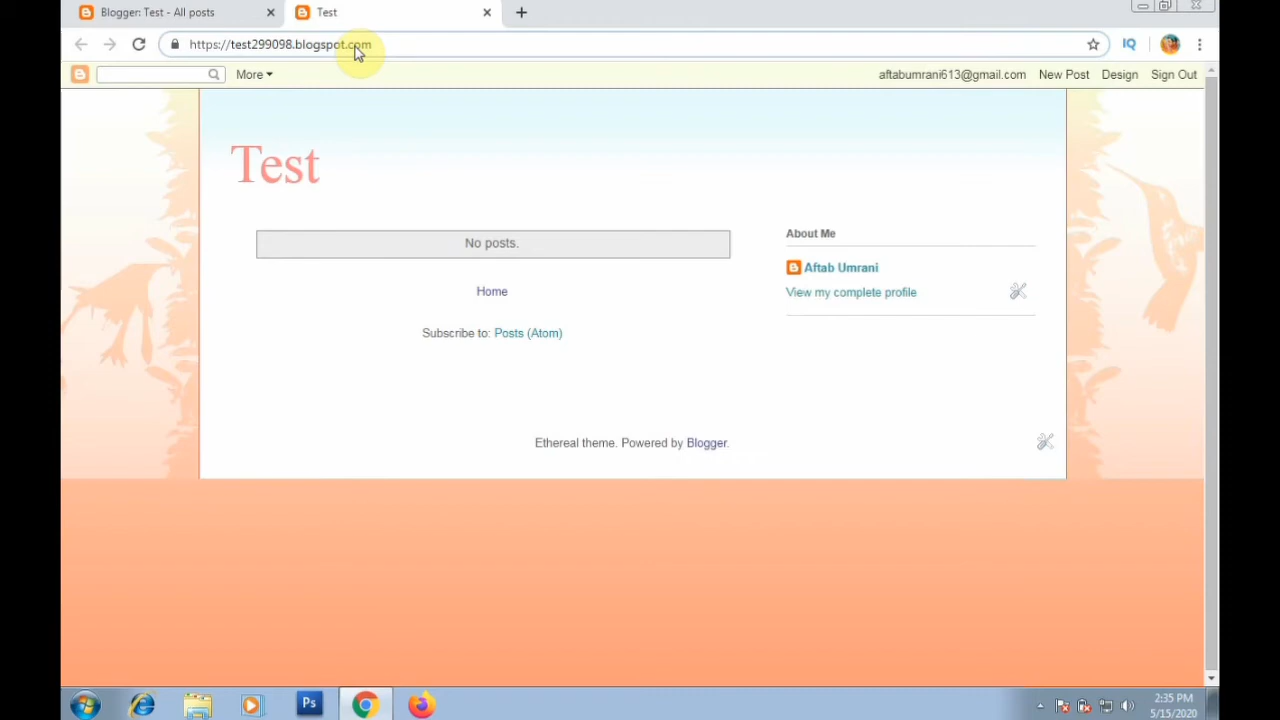 Blogger: Test - All posts
Test
https://test299098.blogspot.com
IQ
More
aftabumrani613@gmail.com
New Post
Design
Sign Out
Test
No posts.
Home
Subscribe to: Posts (Atom)
About Me
Aftab Umrani
View my complete profile
Ethereal theme. Powered by Blogger.
Ps
2:35 PM
5/15/2020